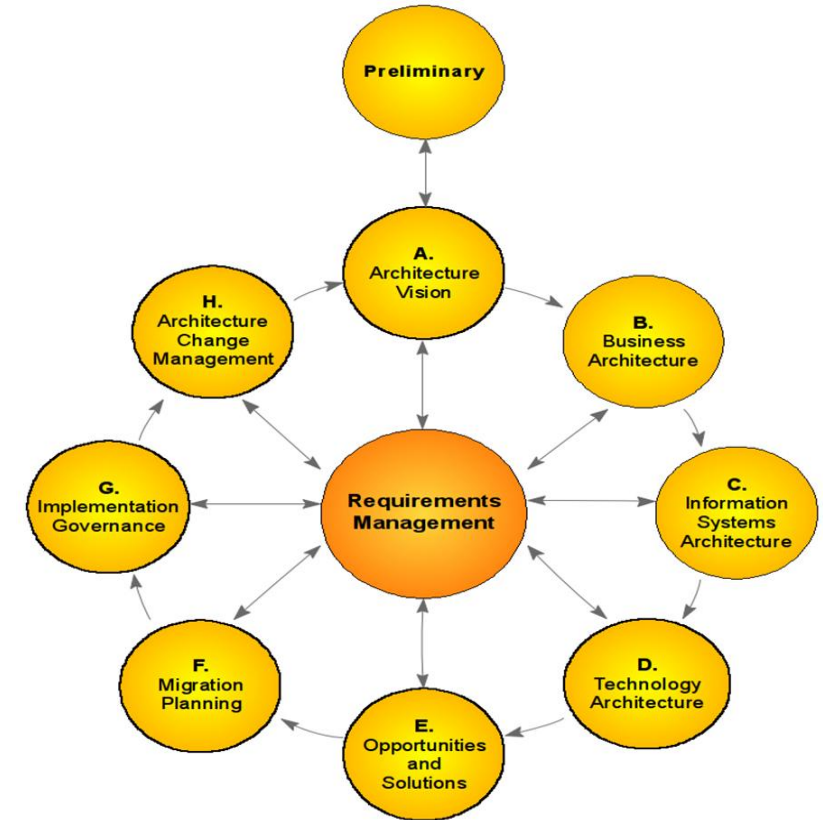 Preliminary
A.
Architecture
Vision
B.
Business
Architecture
C.
Information
Systems
Architecture
D.
Technology
Architecture
E.
Opportunities
and
Solutions
F.
Migration
Planning
G.
Implementation
Governance
H.
Architecture
Change
Management
Requirements
Management